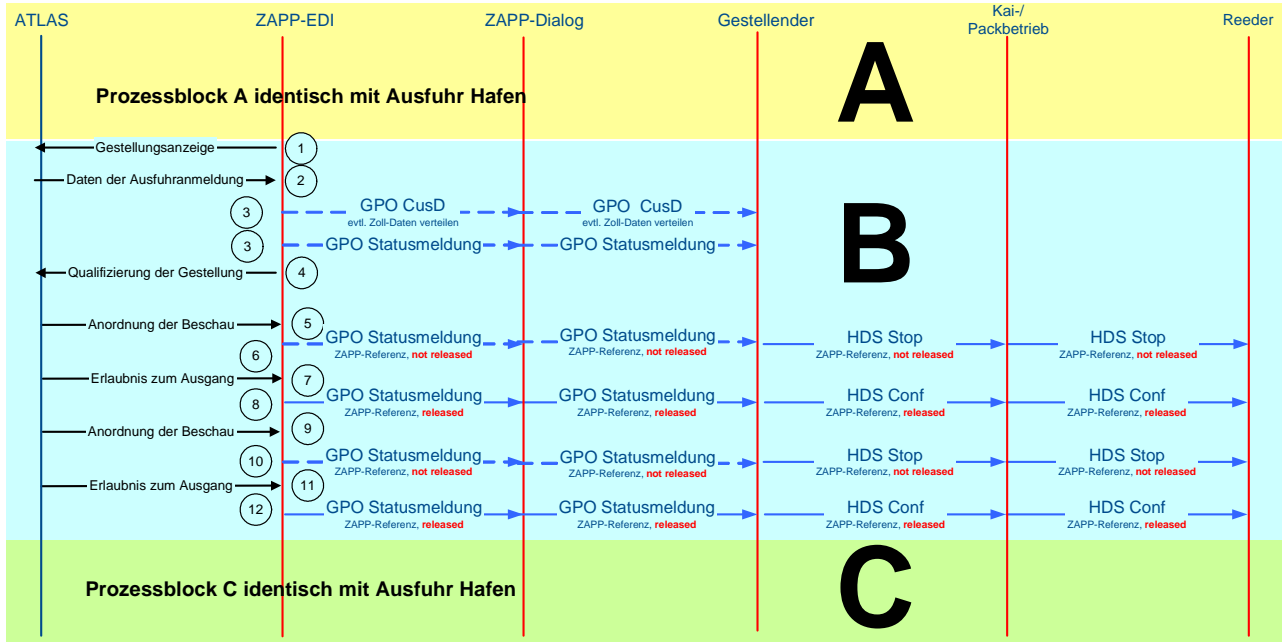 ATLAS ZAPP-EDI ZAPP-Dialog Gestellender Kai-/ Reeder
Packbetrieb
A
Prozessblock A identisch mit Ausfuhr Hafen
Gestellungsanzeige 1
Daten der Ausfuhranmeldung 2
B
3 GPO CusD GPO CusD
evtl. Zoll-Daten verteilen evtl. Zoll-Daten verteilen
3 GPO Statusmeldung GPO Statusmeldung
Qualifizierung der Gestellung 4
Anordnung der Beschau 5
GPO Statusmeldung GPO Statusmeldung HDS Stop HDS Stop
6 ZAPP-Referenz, not released ZAPP-Referenz, not released ZAPP-Referenz, not released ZAPP-Referenz, not released
Erlaubnis zum Ausgang 7
8 GPO Statusmeldung GPO Statusmeldung HDS Conf HDS Conf
ZAPP-Referenz, released ZAPP-Referenz, released ZAPP-Referenz, released ZAPP-Referenz, released
Anordnung der Beschau 9
10 GPO Statusmeldung GPO Statusmeldung HDS Stop HDS Stop
ZAPP-Referenz, not released ZAPP-Referenz, not released ZAPP-Referenz, not released ZAPP-Referenz, not released
Erlaubnis zum Ausgang 11
12 GPO Statusmeldung GPO Statusmeldung HDS Conf HDS Conf
ZAPP-Referenz, released ZAPP-Referenz, released ZAPP-Referenz, released ZAPP-Referenz, released
C
Prozessblock C identisch mit Ausfuhr Hafen